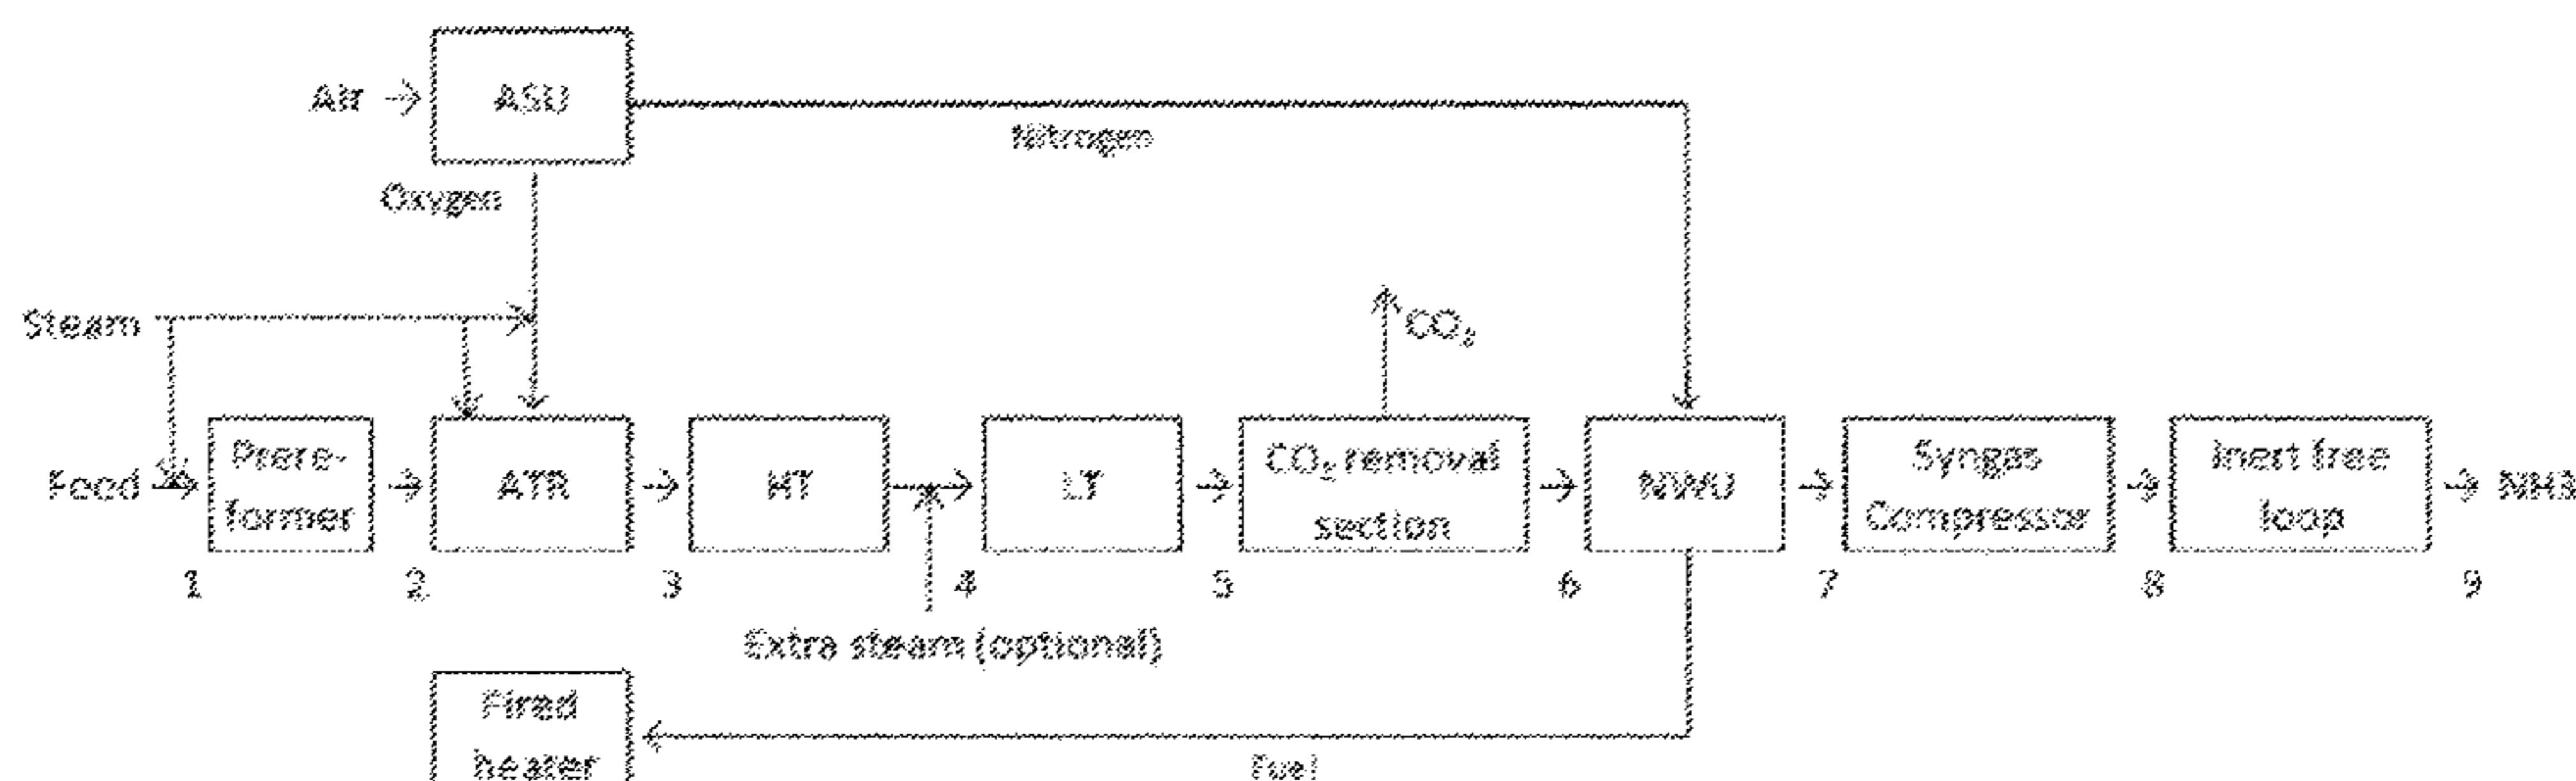 Air
ASU
Nitrogen
Oxygen
Steam
CO₂
Feed
Prere-
former
ATR
HT
LT
CO₂ removal
section
NWU
Syngas
Compressor
Inert free
loop
NH3
1
2
3
4
5
6
7
8
9
Extra steam (optional)
Fired
heater
Fuel